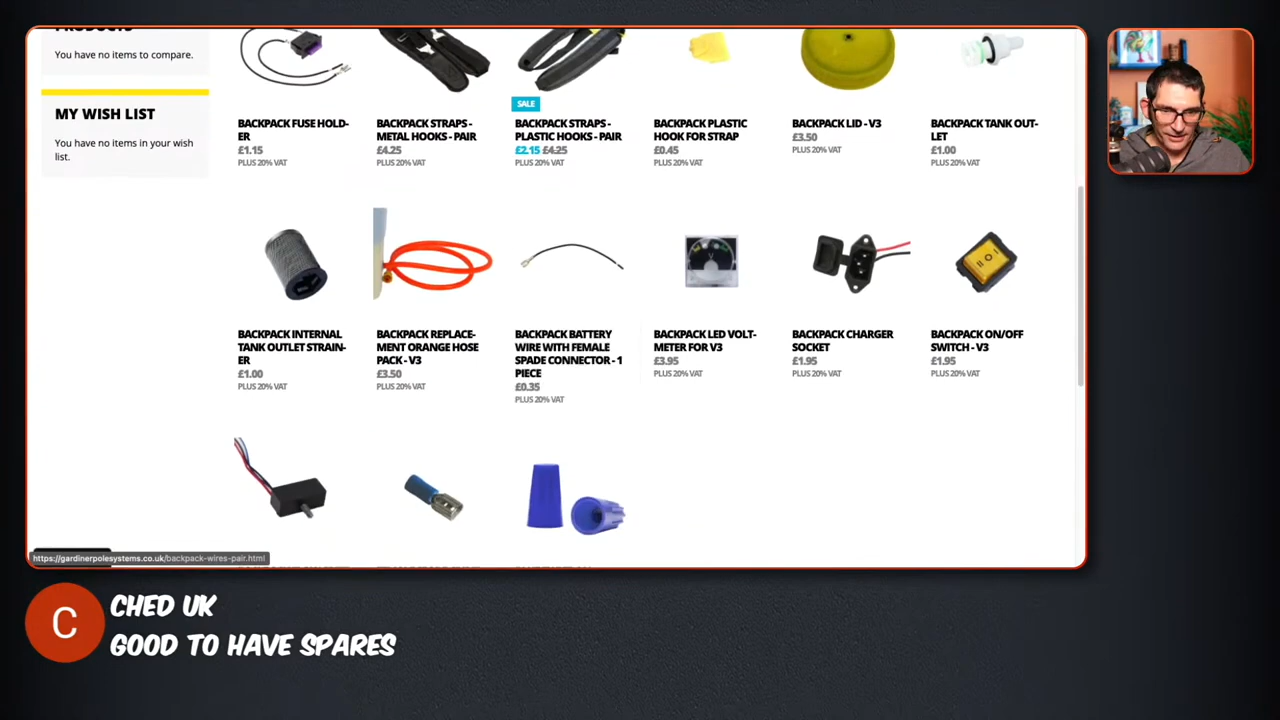 PRODUCTS
You have no items to compare.
MY WISH LIST
You have no items in your wish
list.
SALE
BACKPACK FUSE HOLD-
ER
£1.15
PLUS 20% VAT
BACKPACK STRAPS -
METAL HOOKS - PAIR
£4.25
PLUS 20% VAT
BACKPACK STRAPS -
PLASTIC HOOKS - PAIR
£2.15 £4.25
PLUS 20% VAT
BACKPACK PLASTIC
HOOK FOR STRAP
£0.45
PLUS 20% VAT
BACKPACK LID - V3
£3.50
PLUS 20% VAT
BACKPACK TANK OUT-
LET
£1.00
PLUS 20% VAT
BACKPACK INTERNAL
TANK OUTLET STRAIN-
ER
£1.00
PLUS 20% VAT
BACKPACK REPLACE-
MENT ORANGE HOSE
PACK - V3
£3.50
PLUS 20% VAT
BACKPACK BATTERY
WIRE WITH FEMALE
SPADE CONNECTOR - 1
PIECE
£0.35
PLUS 20% VAT
BACKPACK LED VOLT-
METER FOR V3
£3.95
PLUS 20% VAT
BACKPACK CHARGER
SOCKET
£1.95
PLUS 20% VAT
BACKPACK ON/OFF
SWITCH - V3
£1.95
PLUS 20% VAT
https://gardinerpolesystems.co.uk/backpack-wires-pair.html
C
CHED UK
GOOD TO HAVE SPARES